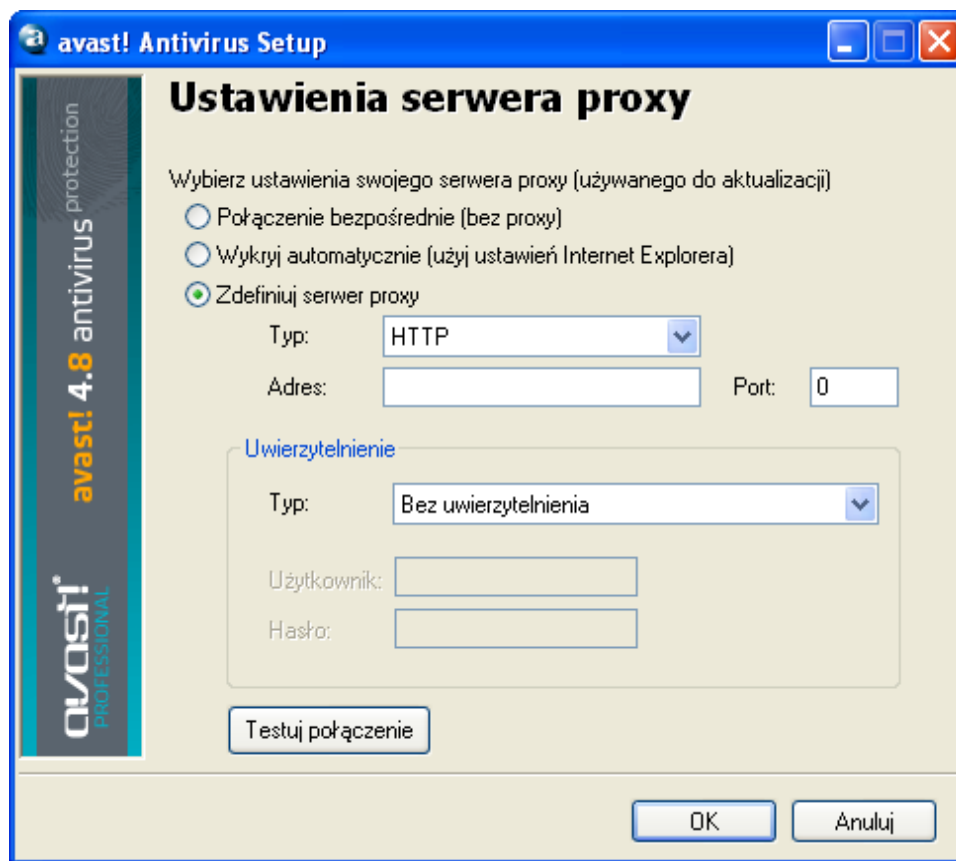 avast! Antivirus Setup
avast! 4.8 antivirus protection
avast!®
PROFESSIONAL
Ustawienia serwera proxy
Wybierz ustawienia swojego serwera proxy (używanego do aktualizacji)
Połączenie bezpośrednie (bez proxy)
Wykryj automatycznie (użyj ustawień Internet Explorera)
Zdefiniuj serwer proxy
Typ: HTTP
Adres: Port: 0
Uwierzytelnienie
Typ: Bez uwierzytelnienia
Użytkownik:
Hasło:
Testuj połączenie
OK Anuluj